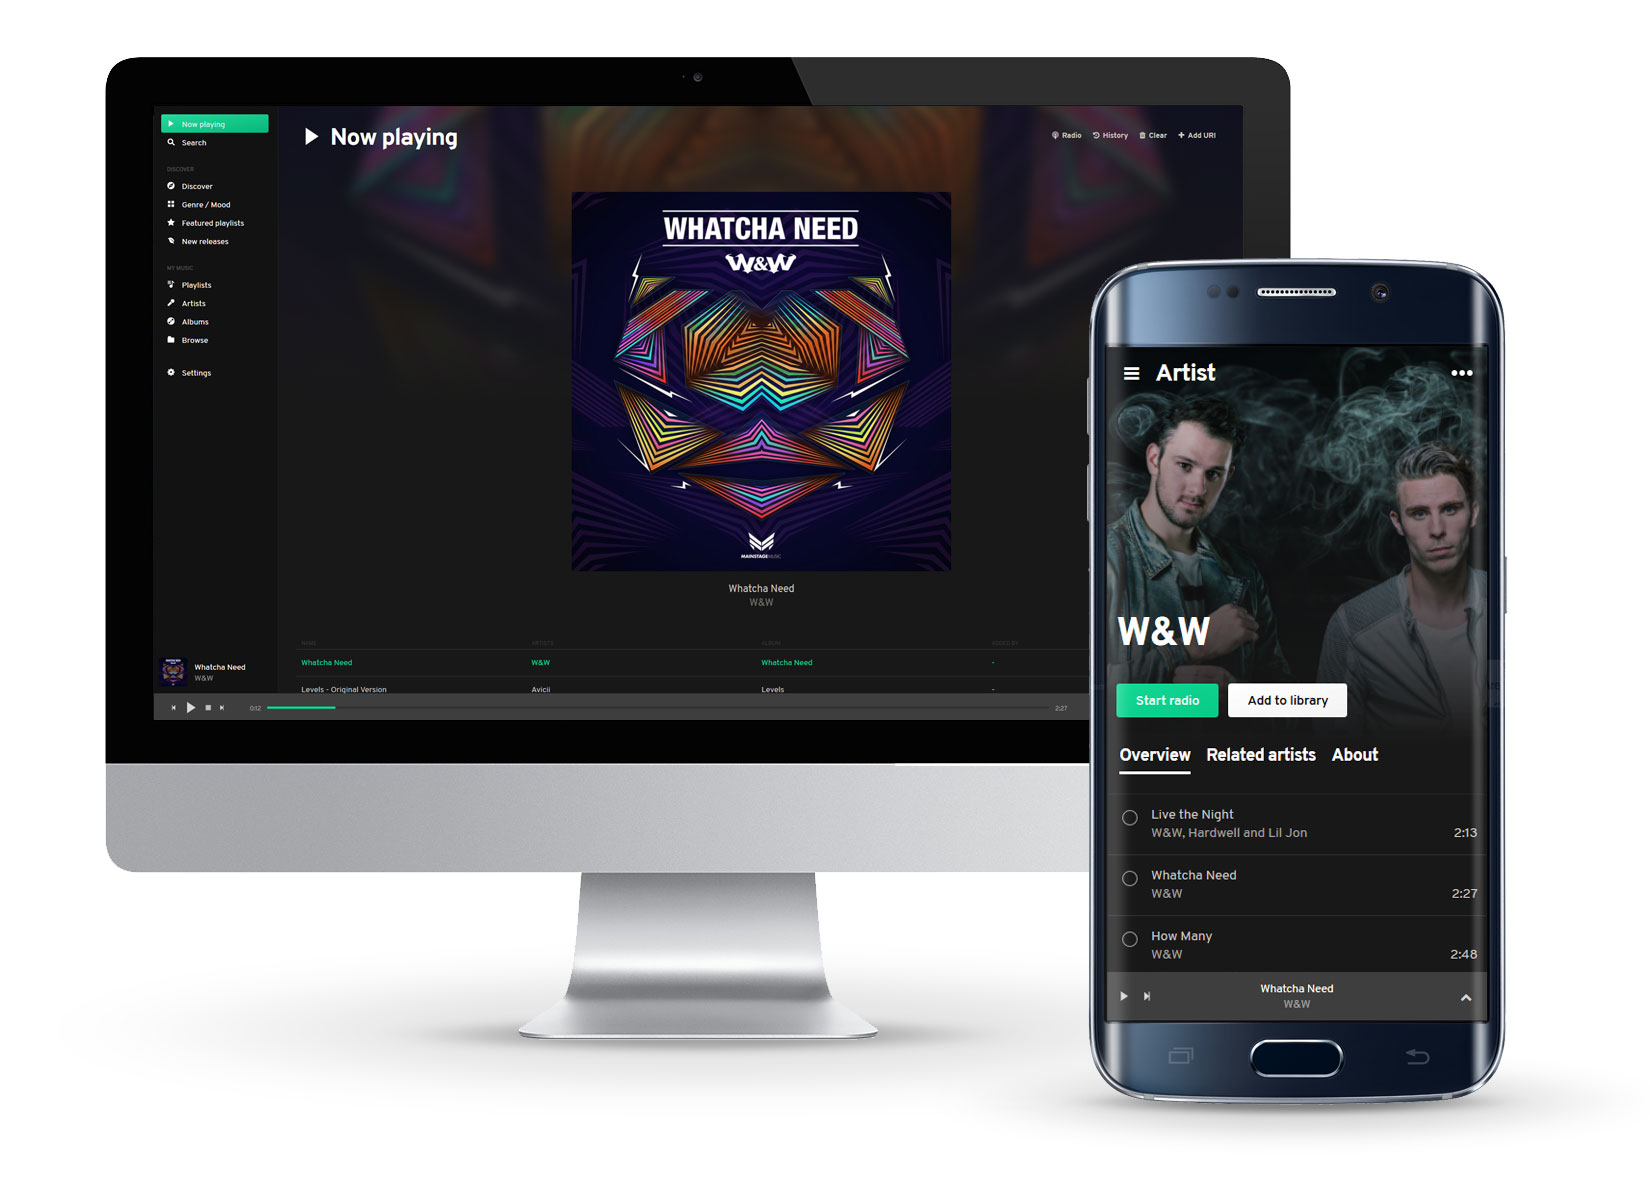 Now playing
Search
DISCOVER
Discover
Genre / Mood
Featured playlists
New releases
MY MUSIC
Playlists
Artists
Albums
Browse
Settings
Whatcha Need
W&W
Now playing
Radio History Clear Add URI
WHATCHA NEED
W&W
MAINSTAGEMUSIC
Whatcha Need
W&W
NAME ARTISTS ALBUM ADDED BY
Whatcha Need W&W Whatcha Need -
Levels - Original Version Avicii Levels -
0:12 2:27
Artist
W&W
Start radio Add to library
Overview Related artists About
Live the Night
W&W, Hardwell and Lil Jon 2:13
Whatcha Need
W&W 2:27
How Many
W&W 2:48
Whatcha Need
W&W